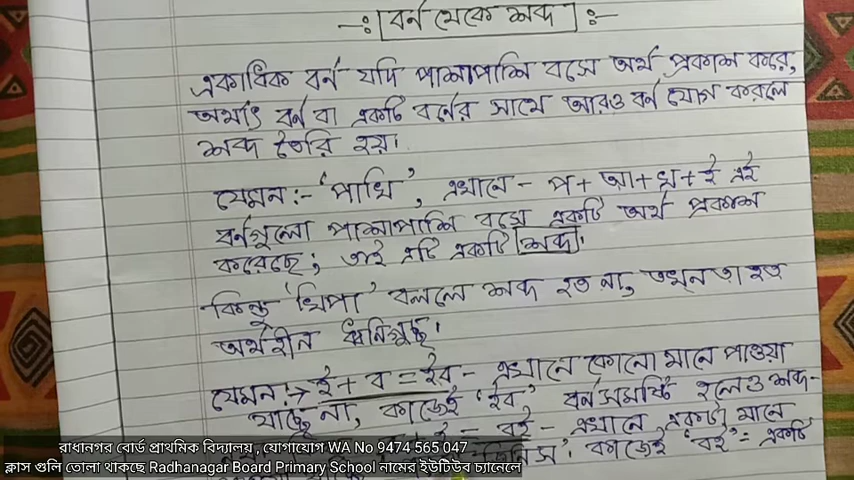 বর্ন থেকে শব্দ
একাধিক বর্ন যদি পাশাপাশি বসে অর্থ প্রকাশ করে,
অর্থাৎ বর্ন বা একটি বর্নের সাথে আরও বর্ন যোগ করলে
শব্দ তৈরি হয়।
যেমন:- 'পাখি', এখানে - প+আ+খ+ই এই
বর্নগুলো পাশাপাশি বসে একটি অর্থ প্রকাশ
করেছে; তাই এটি একটি শব্দ।
কিন্তু 'খিপা' বললে শব্দ হত না, তখন তা হত
অর্থহীন ধ্বনিগুচ্ছ।
যেমন:→ ই+ব=ইব - এখানে কোনো মানে পাওয়া
যাচ্ছে না, কাজেই 'ইব' বর্নসমষ্টি হলেও শব্দ-
- বই - এখানে একটা মানে
জিনিস। কাজেই 'বই' = একটি
রাধানগর বোর্ড প্রাথমিক বিদ্যালয়, যোগাযোগ WA No 9474 565 047
ক্লাস গুলি তোলা থাকছে Radhanagar Board Primary School নামের ইউটিউব চ্যানেলে